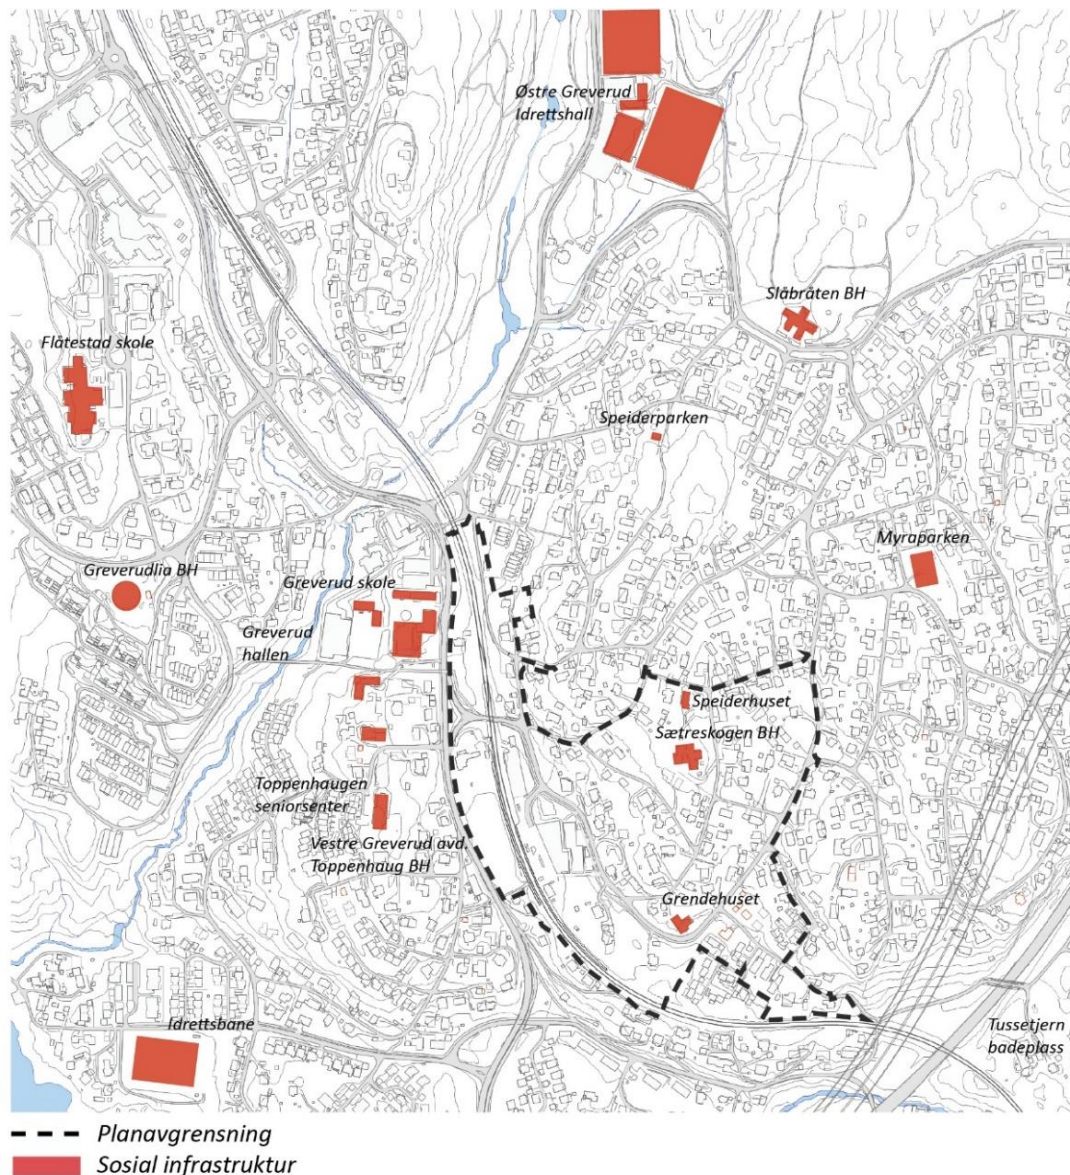 Østre Greverud
Idrettshall
Slåbråten BH
Flåtestad skole
Speiderparken
Myraparken
Greverudlia BH
Greverud skole
Greverud
hallen
Speiderhuset
Sætreskogen BH
Toppenhaugen
seniorsenter
Vestre Greverud avd.
Toppenhaug BH
Grendehuset
Idrettsbane
Tussetjern
badeplass
Planavgrensning
Sosial infrastruktur